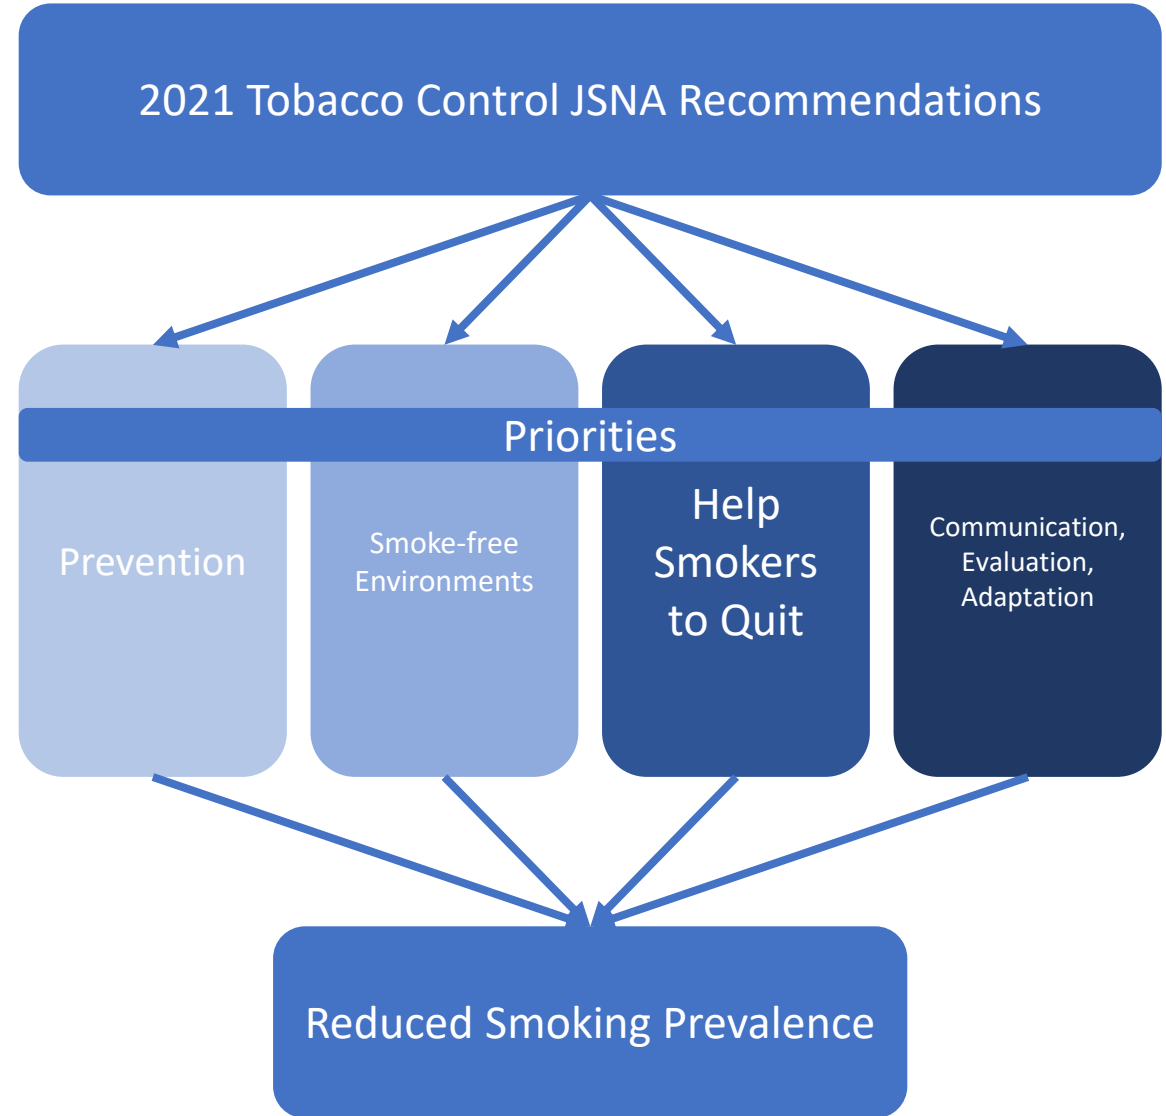 2021 Tobacco Control JSNA Recommendations
Priorities
Prevention
Smoke-free
Environments
Help
Smokers
to Quit
Communication,
Evaluation,
Adaptation
Reduced Smoking Prevalence